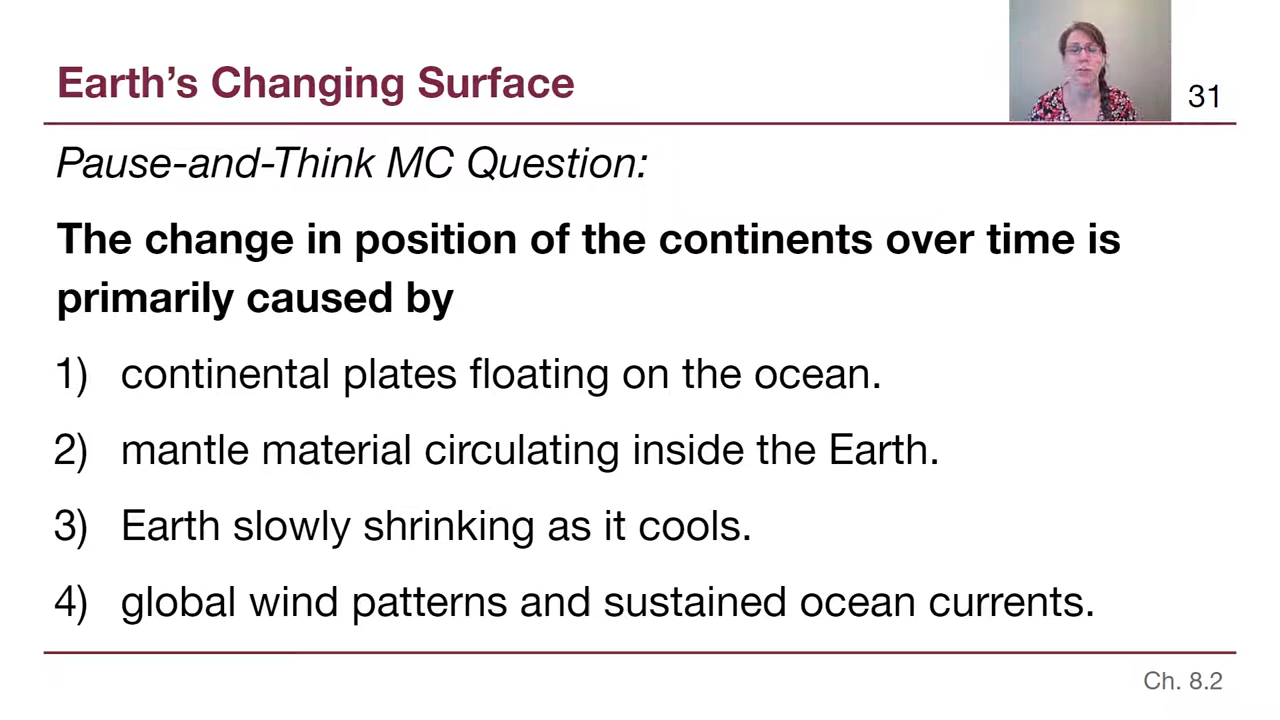 Earth’s Changing Surface
31
Pause-and-Think MC Question:
The change in position of the continents over time is
primarily caused by
1) continental plates floating on the ocean.
2) mantle material circulating inside the Earth.
3) Earth slowly shrinking as it cools.
4) global wind patterns and sustained ocean currents.
Ch. 8.2